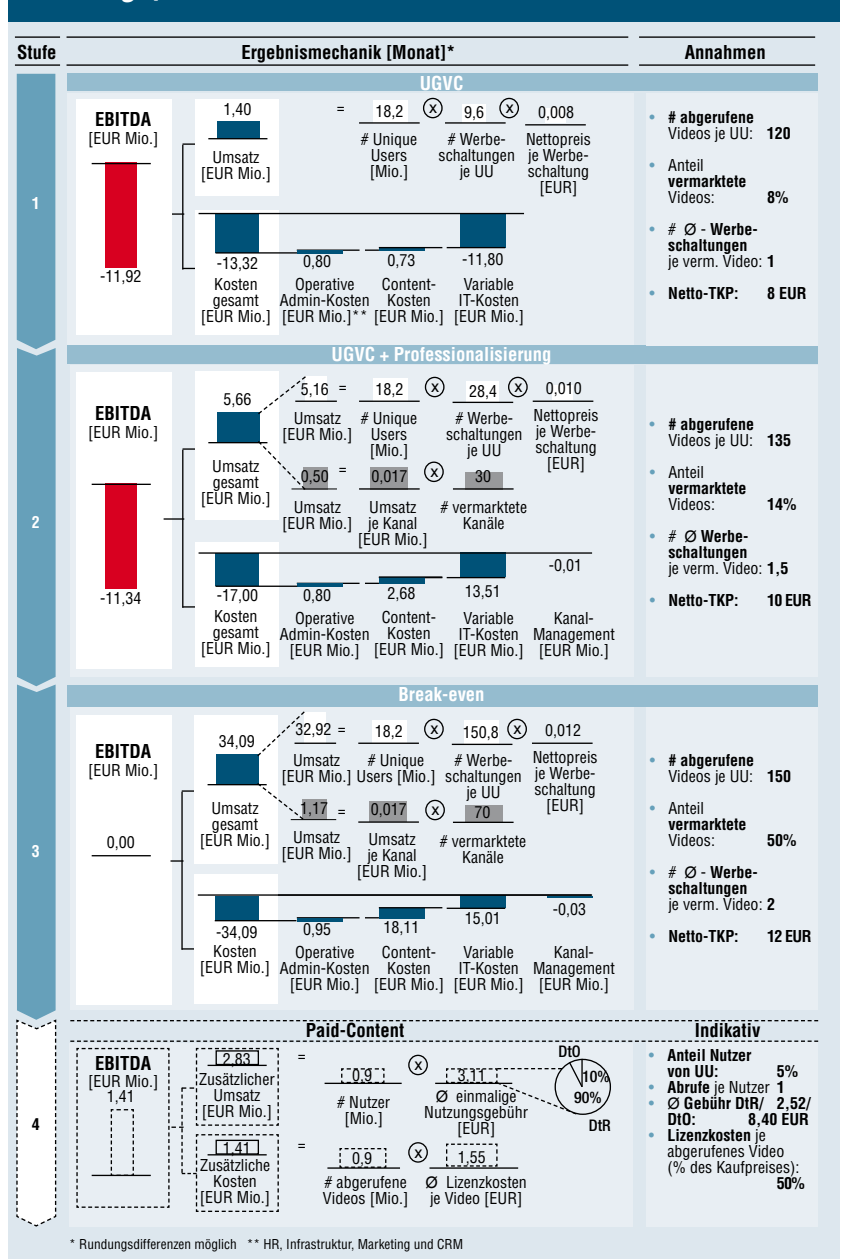 Stufe
Ergebnismechanik [Monat]*
Annahmen
UGVC
1
EBITDA
[EUR Mio.]
-11,92
1,40
Umsatz
[EUR Mio.]
=
18,2
# Unique
Users
[Mio.]
x
9,6
# Werbe-
schaltungen
je UU
x
0,008
Nettopreis
je Werbe-
schaltung
[EUR]
-13,32
Kosten
gesamt
[EUR Mio.]
0,80
Operative
Admin-Kosten
[EUR Mio.]**
0,73
Content-
Kosten
[EUR Mio.]
-11,80
Variable
IT-Kosten
[EUR Mio.]
• # abgerufene
Videos je UU: 120
• Anteil
vermarktete
Videos: 8%
• # Ø - Werbe-
schaltungen
je verm. Video: 1
• Netto-TKP: 8 EUR
UGVC + Professionalisierung
2
EBITDA
[EUR Mio.]
-11,34
5,66
Umsatz
gesamt
[EUR Mio.]
5,16
Umsatz
[EUR Mio.]
=
18,2
# Unique
Users
[Mio.]
x
28,4
# Werbe-
schaltungen
je UU
x
0,010
Nettopreis
je Werbe-
schaltung
[EUR]
0,50
Umsatz
[EUR Mio.]
=
0,017
Umsatz
je Kanal
[EUR Mio.]
x
30
# vermarktete
Kanäle
-17,00
Kosten
gesamt
[EUR Mio.]
0,80
Operative
Admin-Kosten
[EUR Mio.]
2,68
Content-
Kosten
[EUR Mio.]
13,51
Variable
IT-Kosten
[EUR Mio.]
-0,01
Kanal-
Management
[EUR Mio.]
• # abgerufene
Videos je UU: 135
• Anteil
vermarktete
Videos: 14%
• # Ø Werbe-
schaltungen
je verm. Video: 1,5
• Netto-TKP: 10 EUR
Break-even
3
EBITDA
[EUR Mio.]
0,00
34,09
Umsatz
gesamt
[EUR Mio.]
32,92
Umsatz
[EUR Mio.]
=
18,2
# Unique
Users [Mio.]
x
150,8
# Werbe-
schaltungen
je UU
x
0,012
Nettopreis
je Werbe-
schaltung
[EUR]
1,17
Umsatz
[EUR Mio.]
=
0,017
Umsatz
je Kanal
[EUR Mio.]
x
70
# vermarktete
Kanäle
-34,09
Kosten
[EUR Mio.]
0,95
Operative
Admin-Kosten
[EUR Mio.]
18,11
Content-
Kosten
[EUR Mio.]
15,01
Variable
IT-Kosten
[EUR Mio.]
-0,03
Kanal-
Management
[EUR Mio.]
• # abgerufene
Videos je UU: 150
• Anteil
vermarktete
Videos: 50%
• # Ø - Werbe-
schaltungen
je verm. Video: 2
• Netto-TKP: 12 EUR
Paid-Content
Indikativ
4
EBITDA
[EUR Mio.]
1,41
2,83
Zusätzlicher
Umsatz
[EUR Mio.]
=
0,9
# Nutzer
[Mio.]
x
3,11
Ø einmalige
Nutzungsgebühr
[EUR]
DtO
10%
90%
DtR
1,41
Zusätzliche
Kosten
[EUR Mio.]
=
0,9
# abgerufene
Videos [Mio.]
x
1,55
Ø Lizenzkosten
je Video [EUR]
• Anteil Nutzer
von UU: 5%
• Abrufe je Nutzer 1
• Ø Gebühr DtR/ 2,52/
DtO: 8,40 EUR
• Lizenzkosten je
abgerufenes Video
(% des Kaufpreises):
50%
* Rundungsdifferenzen möglich ** HR, Infrastruktur, Marketing und CRM